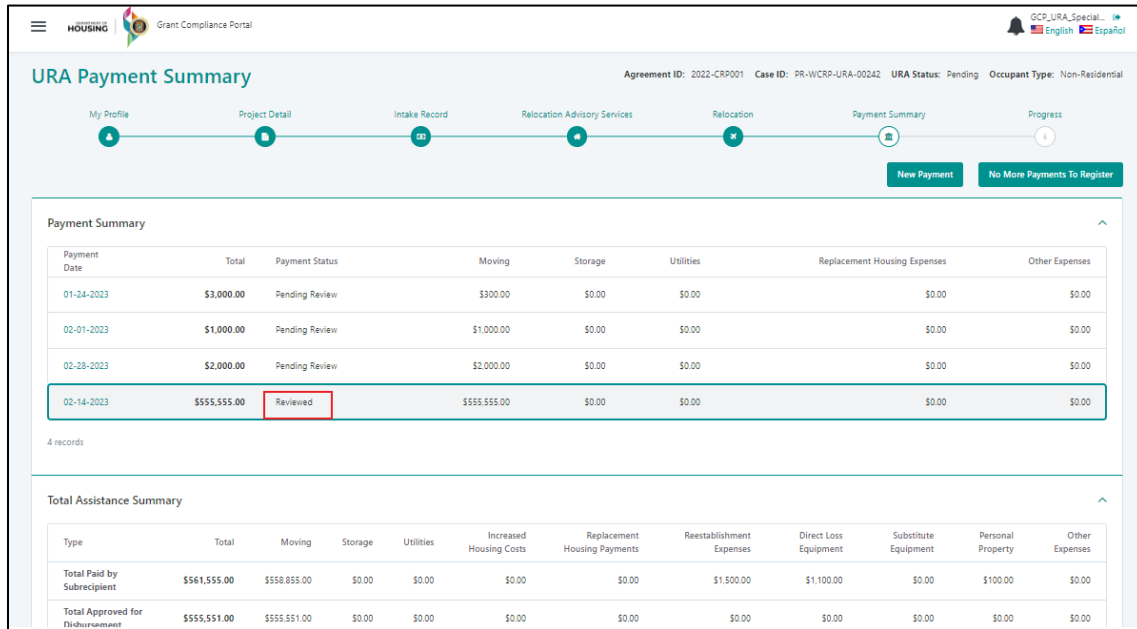 DEPARTMENT OF
HOUSING
Grant Compliance Portal
GCP_URA_Special...
English Español
URA Payment Summary
Agreement ID: 2022-CRP001 Case ID: PR-WCRP-URA-00242 URA Status: Pending Occupant Type: Non-Residential
My Profile Project Detail Intake Record Relocation Advisory Services Relocation Payment Summary Progress
New Payment No More Payments To Register
Payment Summary
Payment
Date Total Payment Status Moving Storage Utilities Replacement Housing Expenses Other Expenses
01-24-2023 $3,000.00 Pending Review $300.00 $0.00 $0.00 $0.00 $0.00
02-01-2023 $1,000.00 Pending Review $1,000.00 $0.00 $0.00 $0.00 $0.00
02-28-2023 $2,000.00 Pending Review $2,000.00 $0.00 $0.00 $0.00 $0.00
02-14-2023 $555,555.00 Reviewed $555,555.00 $0.00 $0.00 $0.00 $0.00
4 records
Total Assistance Summary
Type Total Moving Storage Utilities Increased
Housing Costs Replacement
Housing Payments Reestablishment
Expenses Direct Loss
Equipment Substitute
Equipment Personal
Property Other
Expenses
Total Paid by
Subrecipient $561,555.00 $558,855.00 $0.00 $0.00 $0.00 $0.00 $1,500.00 $1,100.00 $0.00 $100.00 $0.00
Total Approved for
Disbursement $555,551.00 $555,551.00 $0.00 $0.00 $0.00 $0.00 $0.00 $0.00 $0.00 $0.00 $0.00